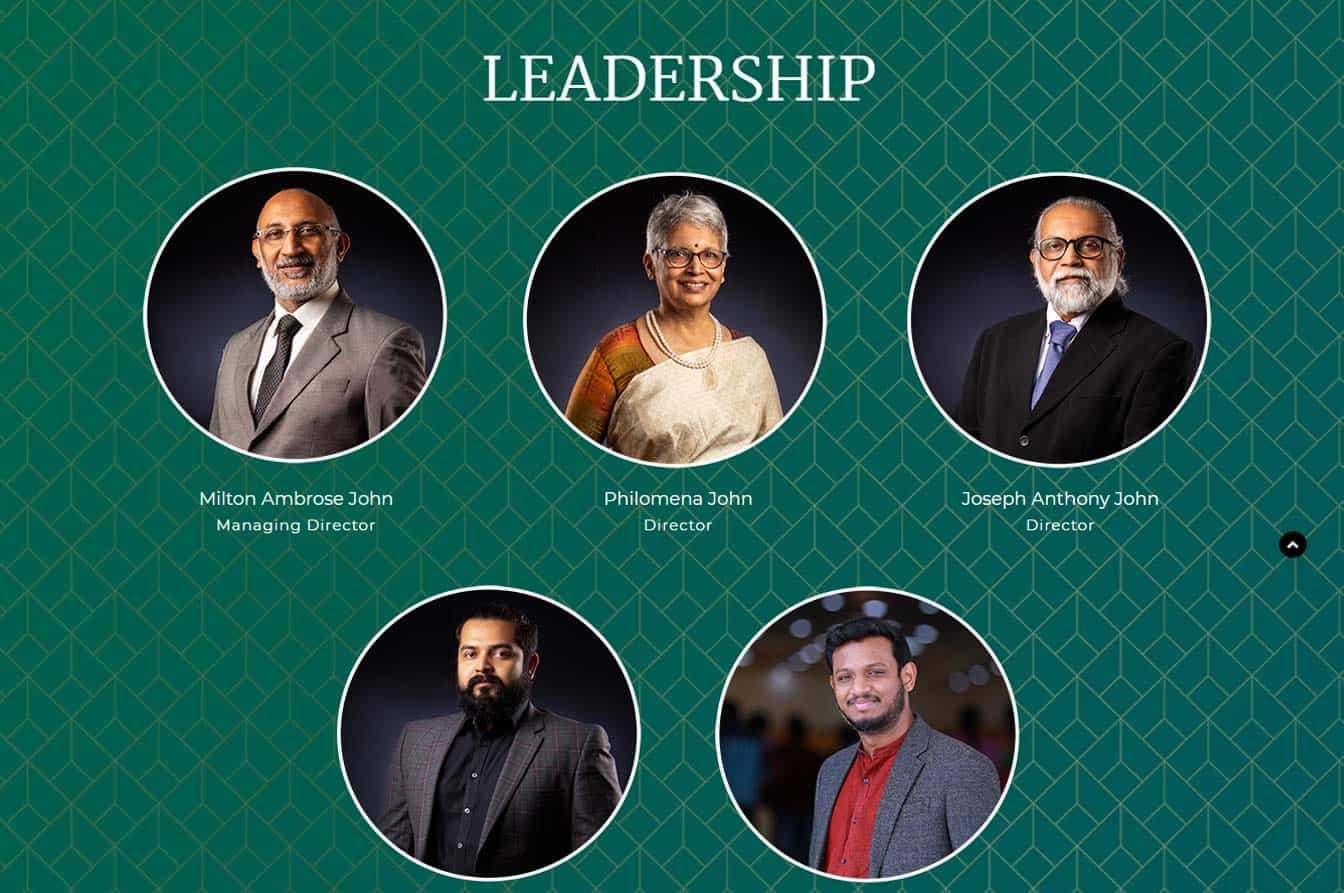 LEADERSHIP
Milton Ambrose John
Managing Director
Philomena John
Director
Joseph Anthony John
Director